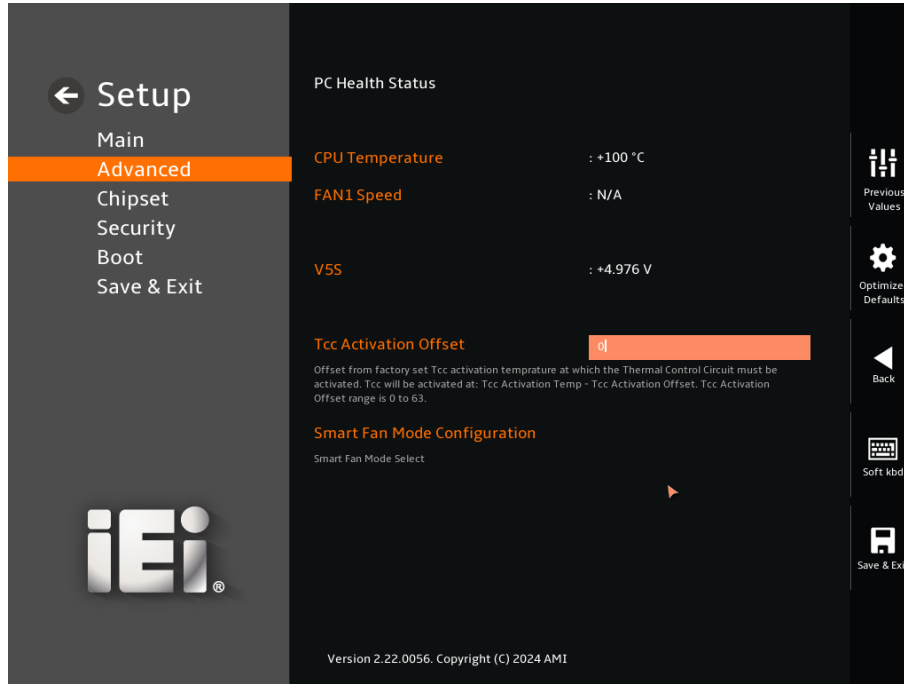 Setup
Main
Advanced
Chipset
Security
Boot
Save & Exit
iEi®
PC Health Status
CPU Temperature : +100 °C
FAN1 Speed : N/A
V5S : +4.976 V
Tcc Activation Offset 0
Offset from factory set Tcc activation temprature at which the Thermal Control Circuit must be
activated. Tcc will be activated at: Tcc Activation Temp - Tcc Activation Offset. Tcc Activation
Offset range is 0 to 63.
Smart Fan Mode Configuration
Smart Fan Mode Select
Version 2.22.0056. Copyright (C) 2024 AMI
Previous
Values
Optimize
Defaults
Back
Soft kbd
Save & Exi